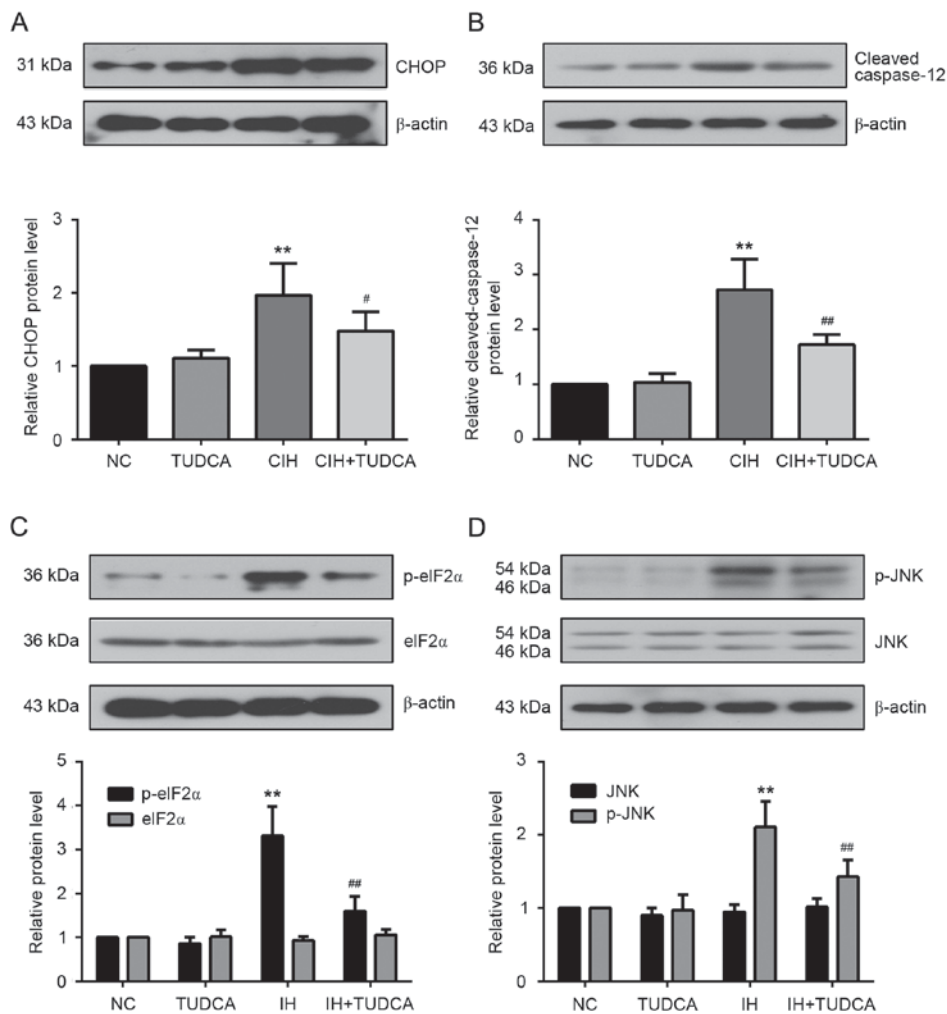 A
31 kDa
CHOP
43 kDa
β-actin
Relative CHOP protein level
3
2
1
0
**
#
NC TUDCA CIH CIH+TUDCA
B
36 kDa
Cleaved
caspase-12
43 kDa
β-actin
Relative cleaved-caspase-12
protein level
4
3
2
1
0
**
##
NC TUDCA CIH CIH+TUDCA
C
36 kDa
p-eIF2α
36 kDa
eIF2α
43 kDa
β-actin
Relative protein level
5
4
3
2
1
0
p-eIF2α
eIF2α
**
##
NC TUDCA IH IH+TUDCA
D
54 kDa
46 kDa
p-JNK
54 kDa
46 kDa
JNK
43 kDa
β-actin
Relative protein level
3
2
1
0
JNK
p-JNK
**
##
NC TUDCA IH IH+TUDCA